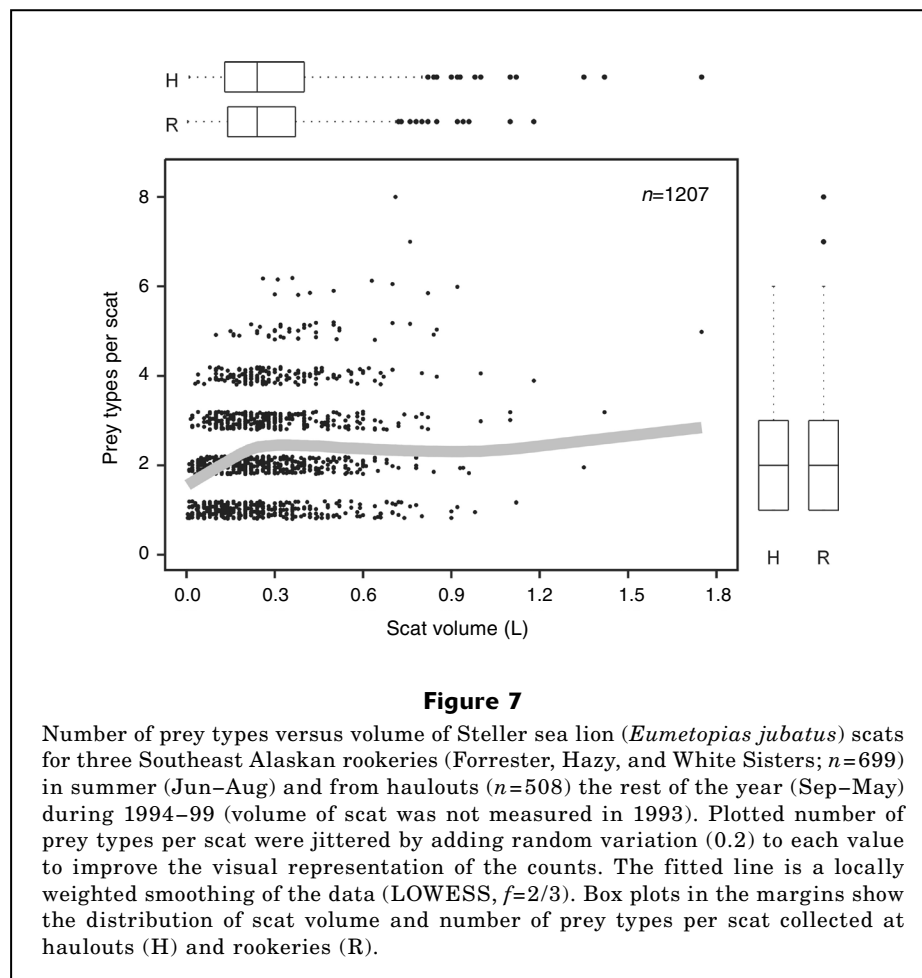 H
R
n=1207
8
6
4
2
0
Prey types per scat
H R
0.0 0.3 0.6 0.9 1.2 1.5 1.8
Scat volume (L)
Figure 7
Number of prey types versus volume of Steller sea lion (Eumetopias jubatus) scats
for three Southeast Alaskan rookeries (Forrester, Hazy, and White Sisters; n=699)
in summer (Jun–Aug) and from haulouts (n=508) the rest of the year (Sep–May)
during 1994–99 (volume of scat was not measured in 1993). Plotted number of
prey types per scat were jittered by adding random variation (0.2) to each value
to improve the visual representation of the counts. The fitted line is a locally
weighted smoothing of the data (LOWESS, f=2/3). Box plots in the margins show
the distribution of scat volume and number of prey types per scat collected at
haulouts (H) and rookeries (R).